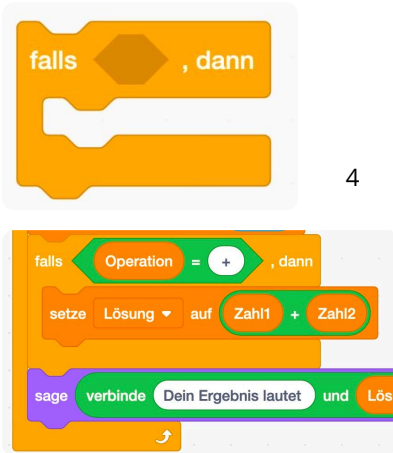 falls , dann
4
falls Operation = + , dann
setze Lösung auf Zahl1 + Zahl2
sage verbinde Dein Ergebnis lautet und Lös